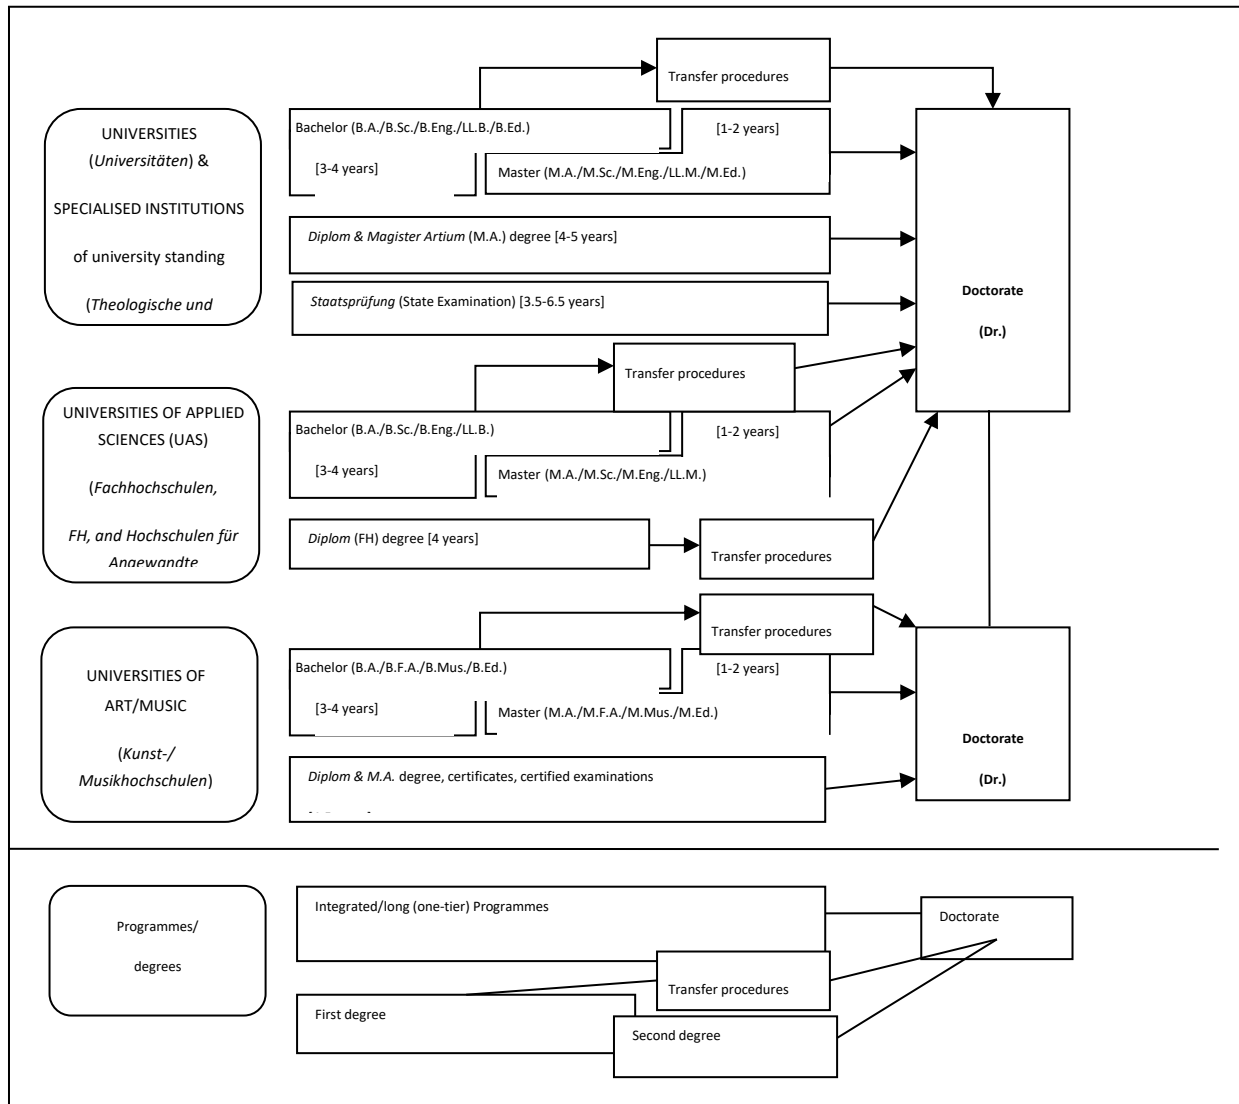 Transfer procedures
UNIVERSITIES
(Universitäten) &
SPECIALISED INSTITUTIONS
of university standing
(Theologische und
Bachelor (B.A./B.Sc./B.Eng./LL.B./B.Ed.)
[3-4 years]
[1-2 years]
Master (M.A./M.Sc./M.Eng./LL.M./M.Ed.)
Diplom & Magister Artium (M.A.) degree [4-5 years]
Staatsprüfung (State Examination) [3.5-6.5 years]
Doctorate
(Dr.)
Transfer procedures
UNIVERSITIES OF APPLIED
SCIENCES (UAS)
(Fachhochschulen,
FH, and Hochschulen für
Angewandte
Bachelor (B.A./B.Sc./B.Eng./LL.B.)
[3-4 years]
[1-2 years]
Master (M.A./M.Sc./M.Eng./LL.M.)
Diplom (FH) degree [4 years]
Transfer procedures
Transfer procedures
UNIVERSITIES OF
ART/MUSIC
(Kunst-/
Musikhochschulen)
Bachelor (B.A./B.F.A./B.Mus./B.Ed.)
[3-4 years]
[1-2 years]
Master (M.A./M.F.A./M.Mus./M.Ed.)
Diplom & M.A. degree, certificates, certified examinations
Doctorate
(Dr.)
Programmes/
degrees
Integrated/long (one-tier) Programmes
Doctorate
Transfer procedures
First degree
Second degree